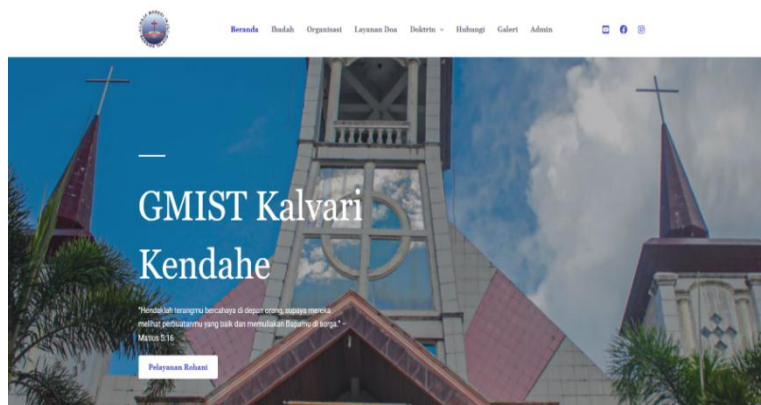 Beranda Ibadah Organisasi Layanan Doa Doktrin Hubungi Galeri Admin
GMIST Kalvari
Kendahe
"Hendaklah terangmu bercahaya di depan orang, supaya mereka
melihat perbuatanmu yang baik dan memuliakan Bapamu di sorga." –
Matius 5:16
Pelayanan Rohani